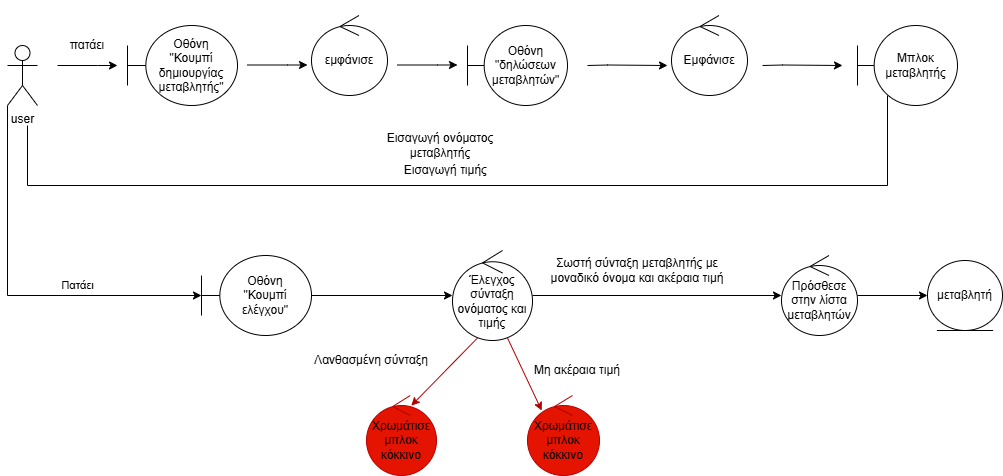 πατάει
Οθόνη
"Κουμπί
δημιουργίας
μεταβλητής"
εμφάνισε
Οθόνη
"δηλώσεων
μεταβλητών"
Εμφάνισε
Μπλοκ
μεταβλητής
user
Εισαγωγή ονόματος
μεταβλητής
Εισαγωγή τιμής
Πατάει
Οθόνη
"Κουμπί
ελέγχου"
Έλεγχος
σύνταξη
ονόματος και
τιμής
Σωστή σύνταξη μεταβλητής με
μοναδικό όνομα και ακέραια τιμή
Πρόσθεσε
στην λίστα
μεταβλητών
μεταβλητή
Λανθασμένη σύνταξη
Μη ακέραια τιμή
Χρωμάτισε
μπλοκ
κόκκινο
Χρωμάτισε
μπλοκ
κόκκινο